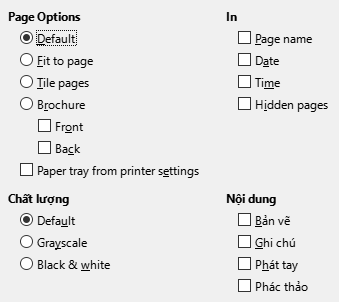 Page Options
Default
Fit to page
Tile pages
Brochure
Front
Back
Paper tray from printer settings
In
Page name
Date
Time
Hidden pages
Chất lượng
Default
Grayscale
Black & white
Nội dung
Bản vẽ
Ghi chú
Phát tay
Phác thảo